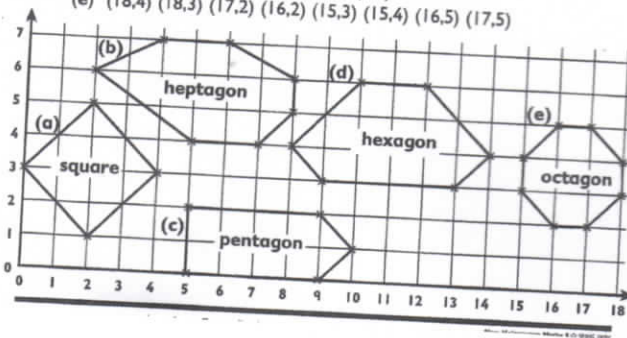 (e) (18,4) (18,3) (17,2) (16,2) (15,3) (15,4) (16,5) (17,5)
7
(b)
6
(d)
heptagon
5
(e)
(a)
4
hexagon
3
square
octagon
2
(c)
pentagon
1
0
0 1 2 3 4 5 6 7 8 9 10 11 12 13 14 15 16 17 18